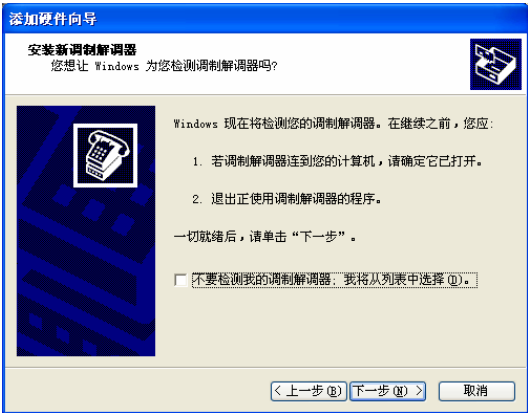 添加硬件向导
安装新调制解调器
您想让 Windows 为您检测调制解调器吗?
Windows 现在将检测您的调制解调器。在继续之前，您应:
1. 若调制解调器连到您的计算机，请确定它已打开。
2. 退出正使用调制解调器的程序。
一切就绪后，请单击“下一步”。
不要检测我的调制解调器; 我将从列表中选择(D)。
< 上一步(B) 下一步(N) > 取消